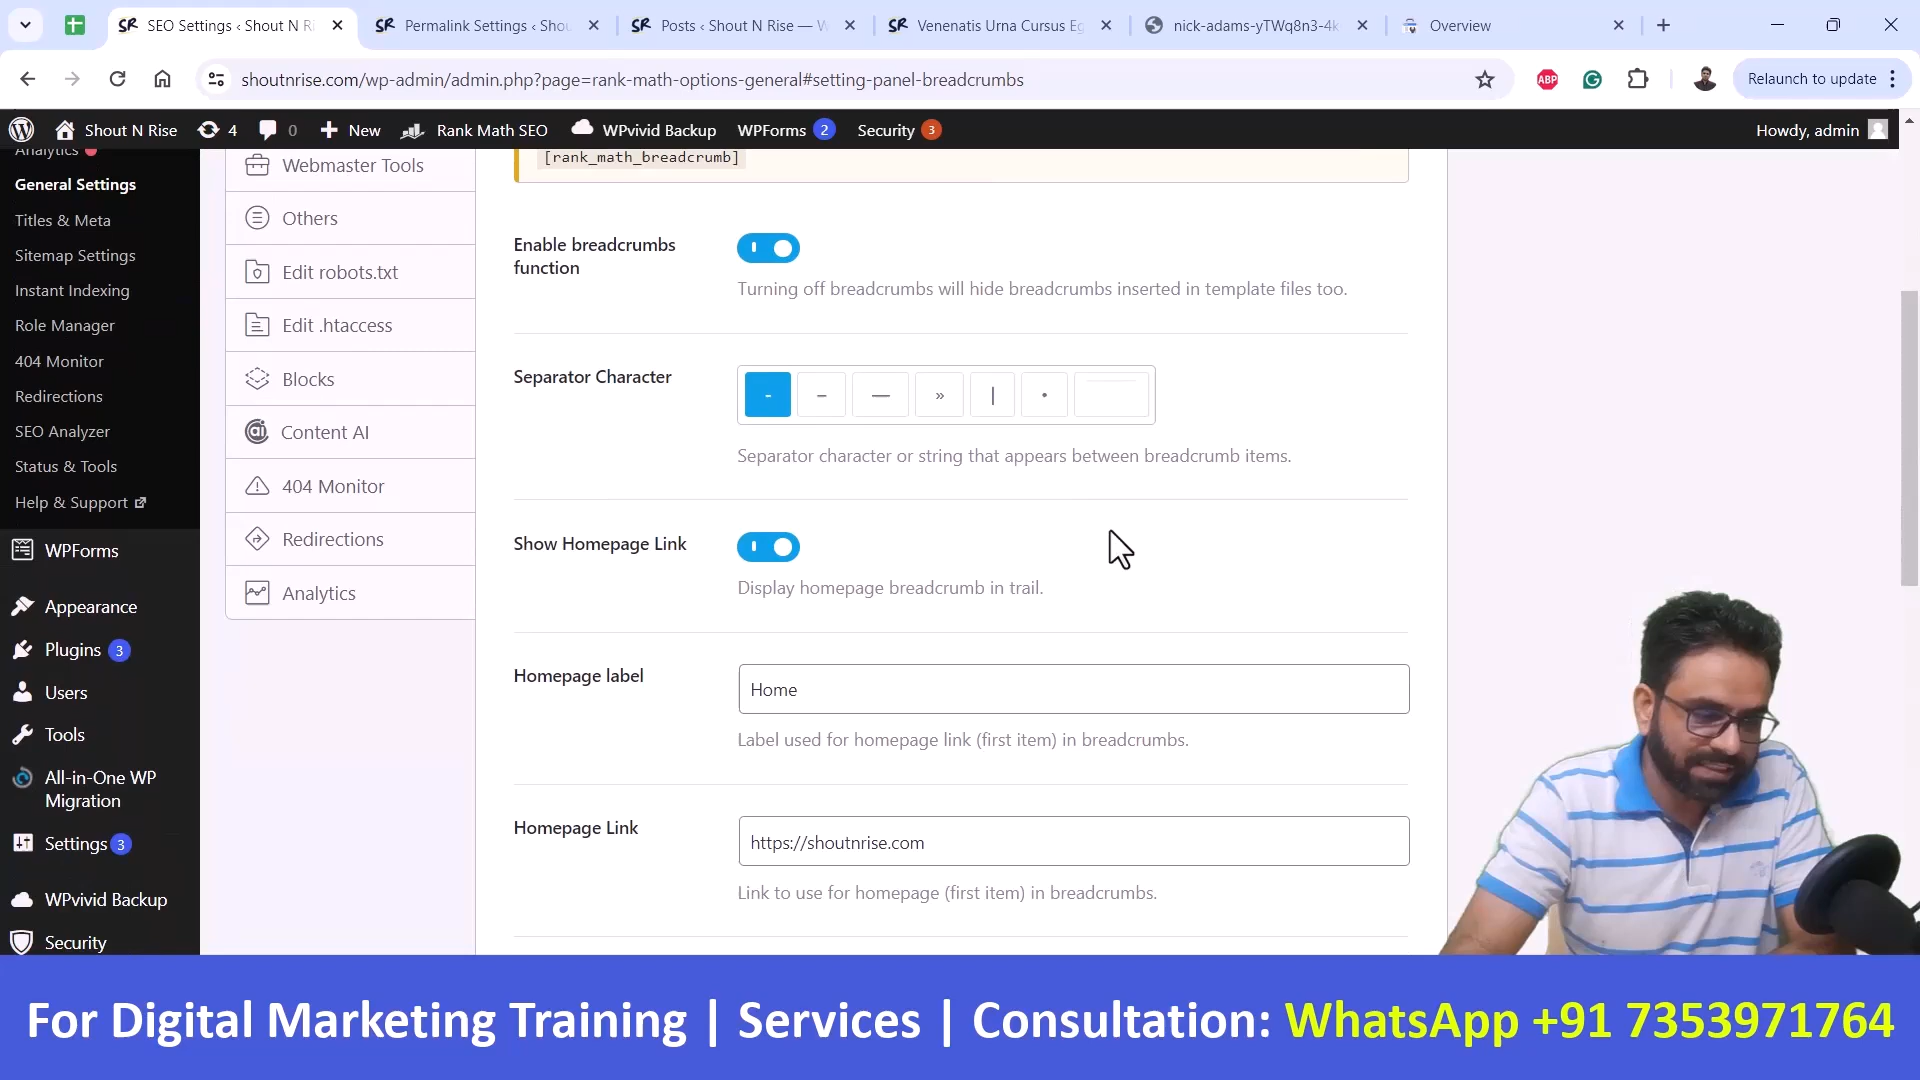 SEO Settings ‹ Shout N Ri
Permalink Settings ‹ Shou
Posts ‹ Shout N Rise — W
Venenatis Urna Cursus Eg
nick-adams-yTWq8n3-4k
Overview
shoutnrise.com/wp-admin/admin.php?page=rank-math-options-general#setting-panel-breadcrumbs
ABP
Relaunch to update
Shout N Rise
4
0
New
Rank Math SEO
WPvivid Backup
WPForms 2
Security 3
Howdy, admin
Analytics
General Settings
Titles & Meta
Sitemap Settings
Instant Indexing
Role Manager
404 Monitor
Redirections
SEO Analyzer
Status & Tools
Help & Support
WPForms
Appearance
Plugins 3
Users
Tools
All-in-One WP
Migration
Settings 3
WPvivid Backup
Security
Webmaster Tools
Others
Edit robots.txt
Edit .htaccess
Blocks
Content AI
404 Monitor
Redirections
Analytics
[rank_math_breadcrumb]
Enable breadcrumbs
function
Turning off breadcrumbs will hide breadcrumbs inserted in template files too.
Separator Character
- – — » | •
Separator character or string that appears between breadcrumb items.
Show Homepage Link
Display homepage breadcrumb in trail.
Homepage label
Home
Label used for homepage link (first item) in breadcrumbs.
Homepage Link
https://shoutnrise.com
Link to use for homepage (first item) in breadcrumbs.
For Digital Marketing Training | Services | Consultation: WhatsApp +91 7353971764